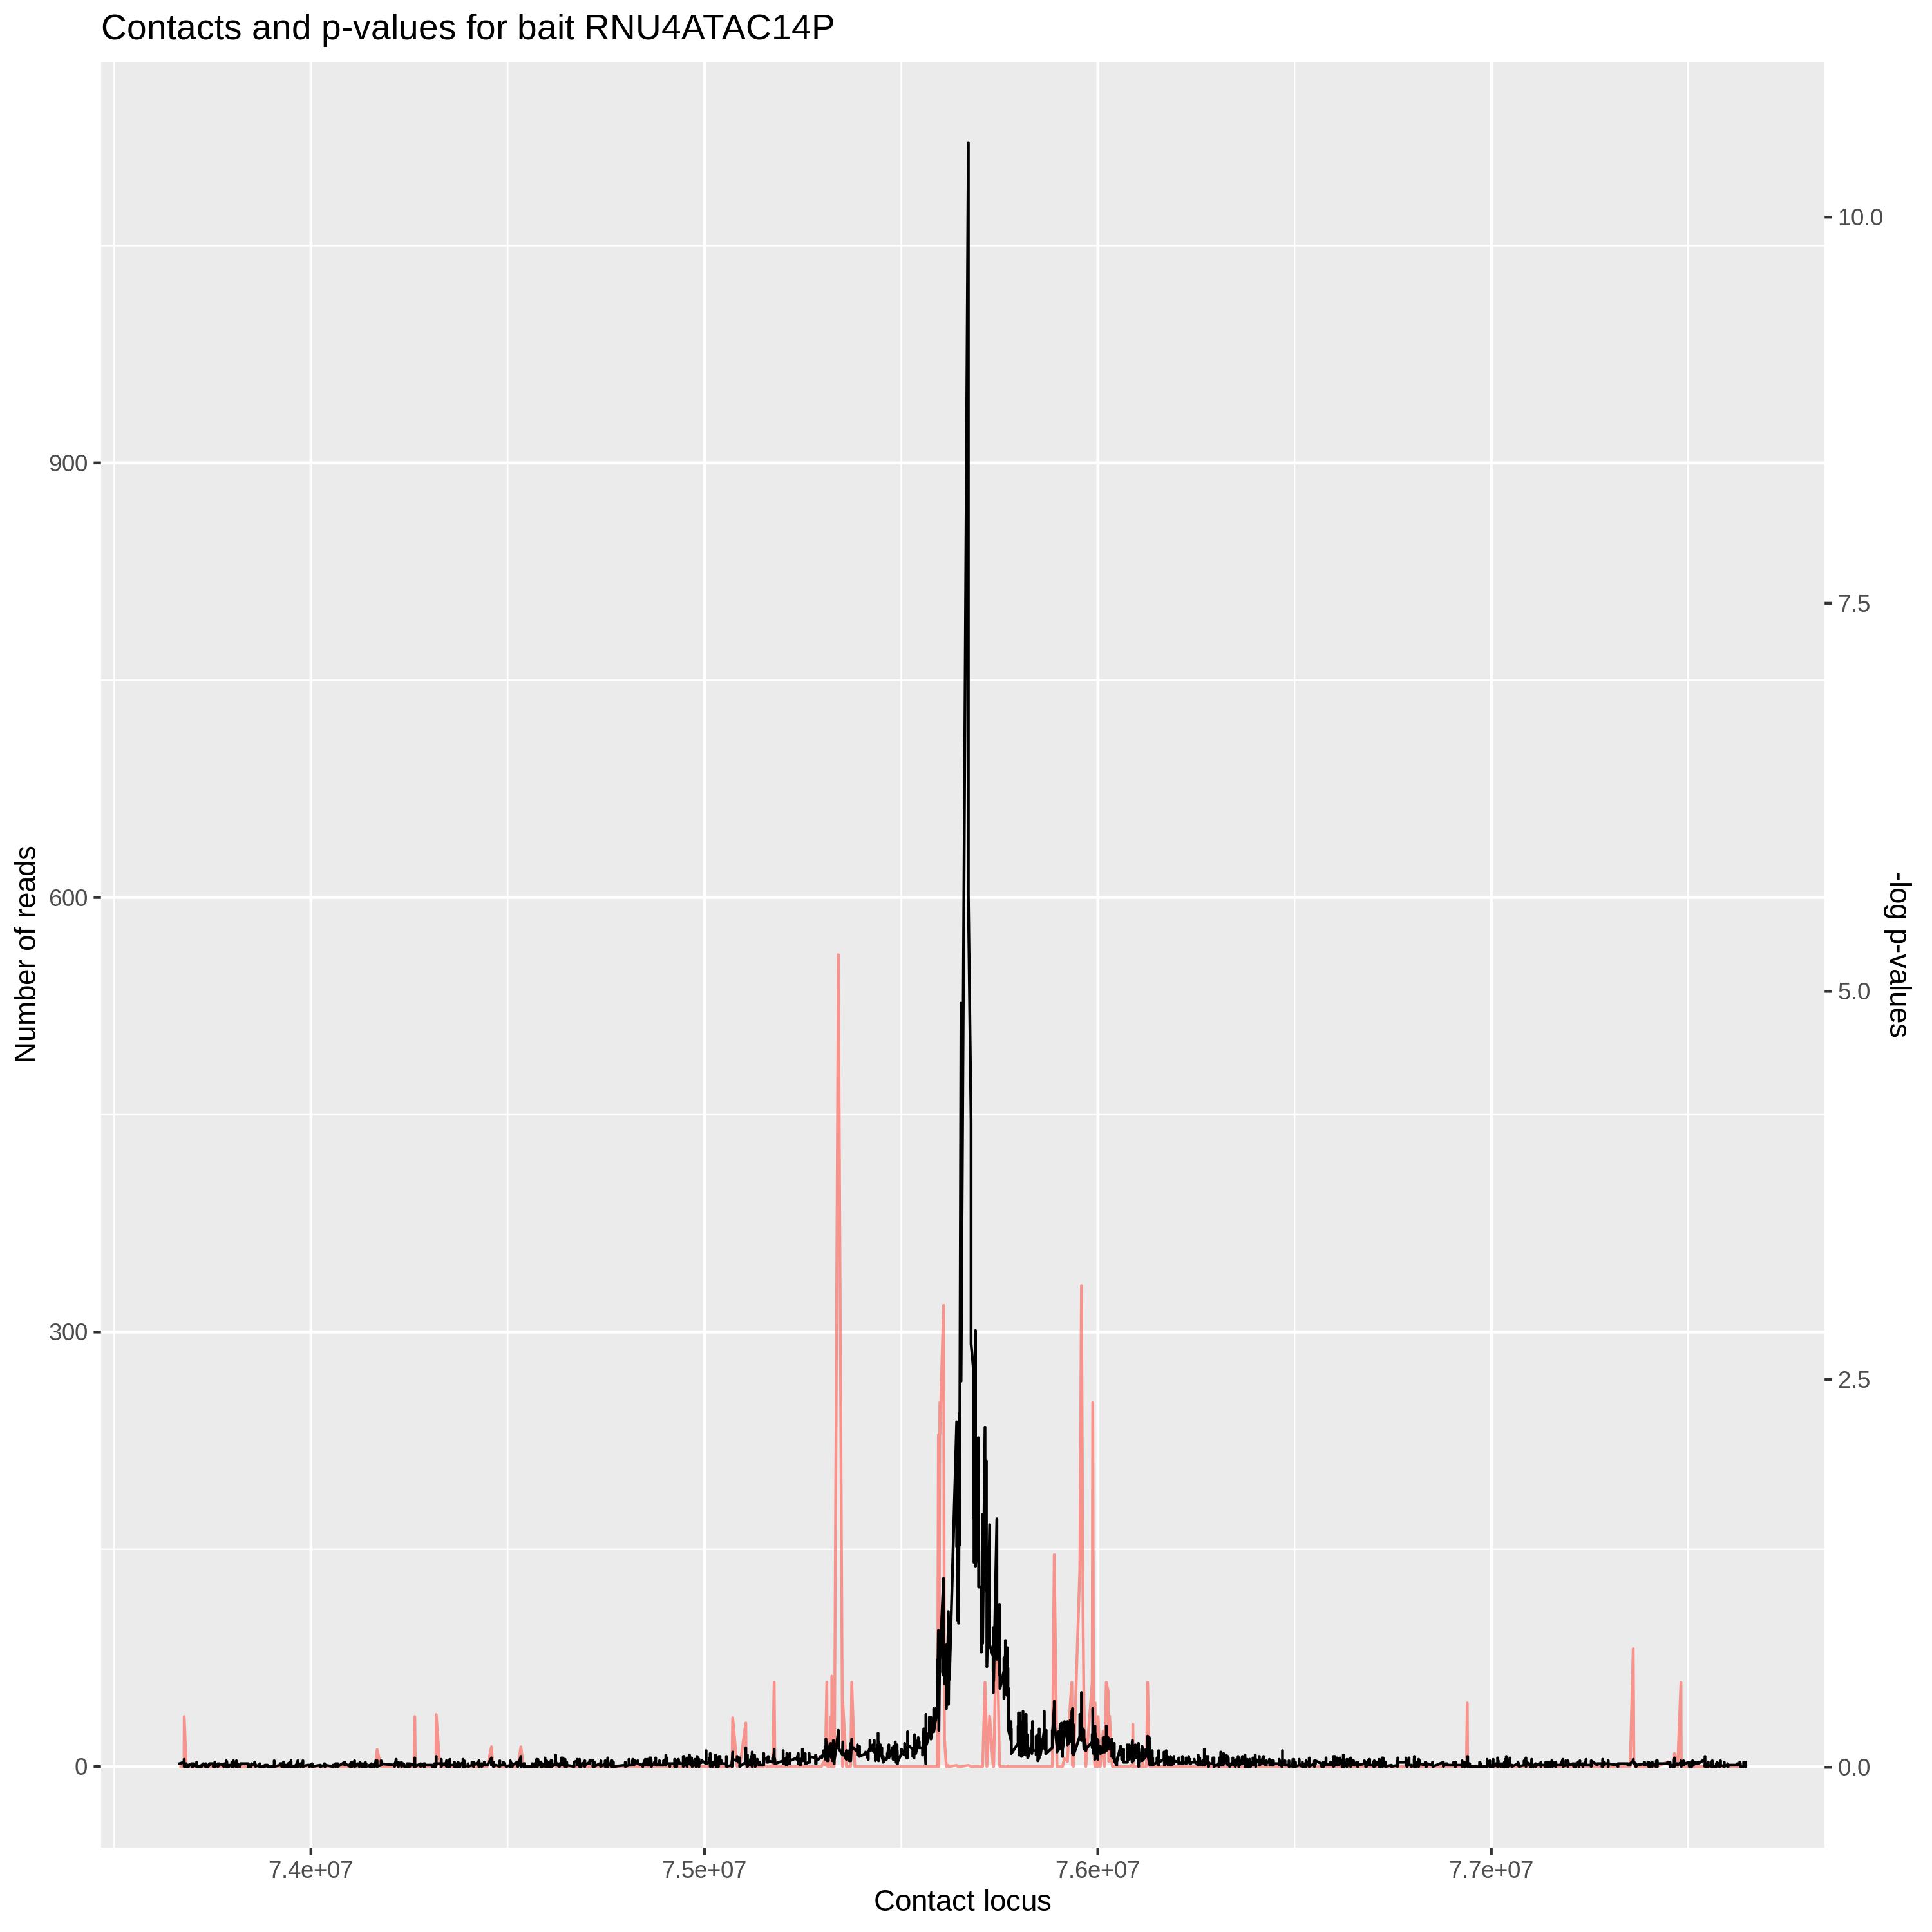 Contacts and p-values for bait RNU4ATAC14P
Number of reads
900
600
300
0
10.0
7.5
5.0
2.5
0.0
-log p-values
7.4e+07
7.5e+07
7.6e+07
7.7e+07
Contact locus